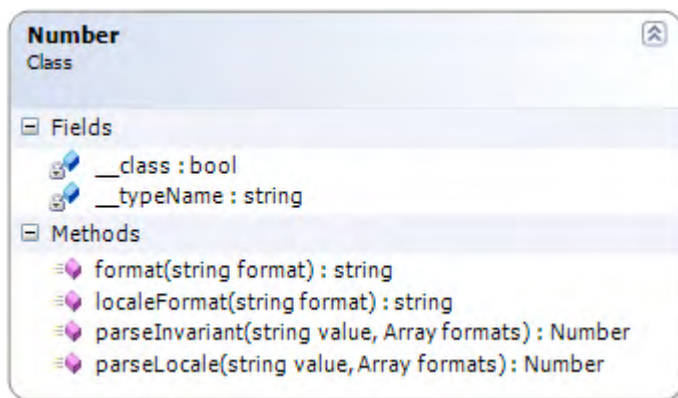 Number
Class
Fields
__class : bool
__typeName : string
Methods
format(string format) : string
localeFormat(string format) : string
parseInvariant(string value, Array formats) : Number
parseLocale(string value, Array formats) : Number